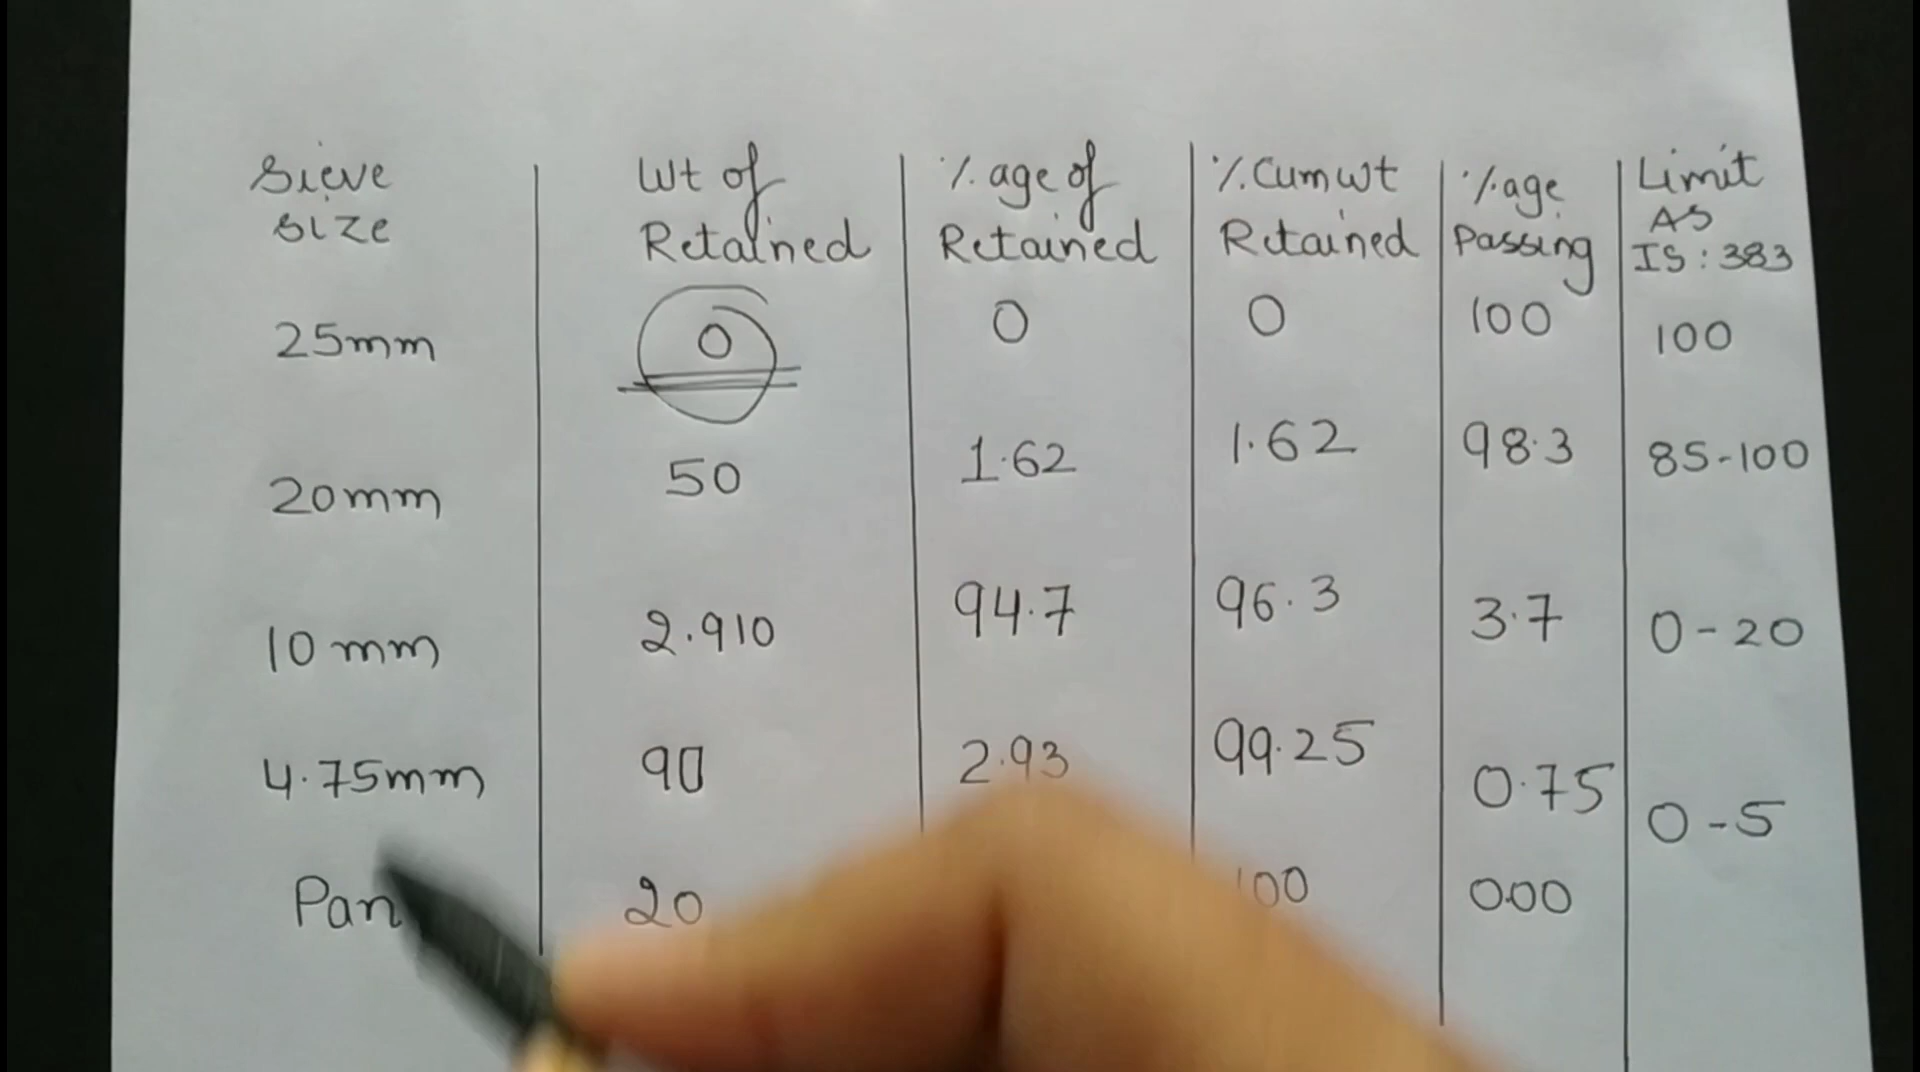 Sieve size | Wt of Retained | %age of Retained | %Cum wt Retained | %age Passing | Limit AS IS:383
25mm | 0 | 0 | 0 | 100 | 100
20mm | 50 | 1.62 | 1.62 | 98.3 | 85-100
10mm | 2.910 | 94.7 | 96.3 | 3.7 | 0-20
4.75mm | 90 | 2.93 | 99.25 | 0.75 | 0-5
Pan | 20 | 100 | 000